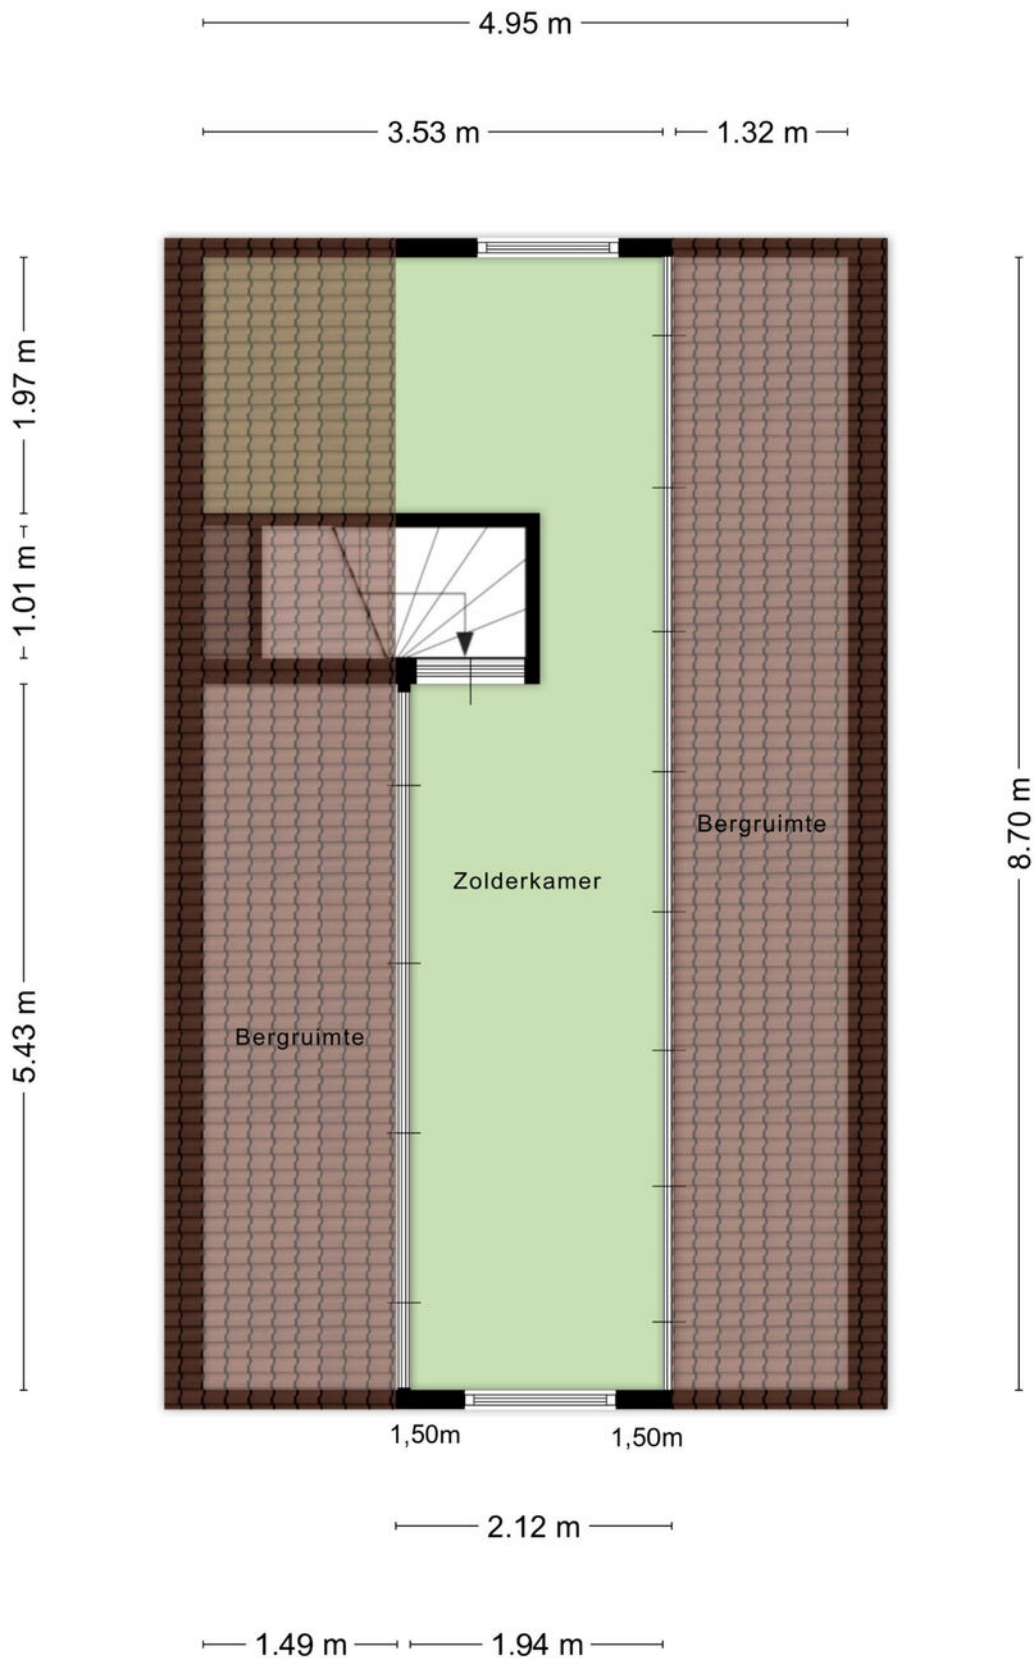 4.95 m
3.53 m
1.32 m
1.97 m
1.01 m
5.43 m
8.70 m
Bergruimte
Zolderkamer
Bergruimte
1,50m
1,50m
2.12 m
1.49 m
1.94 m